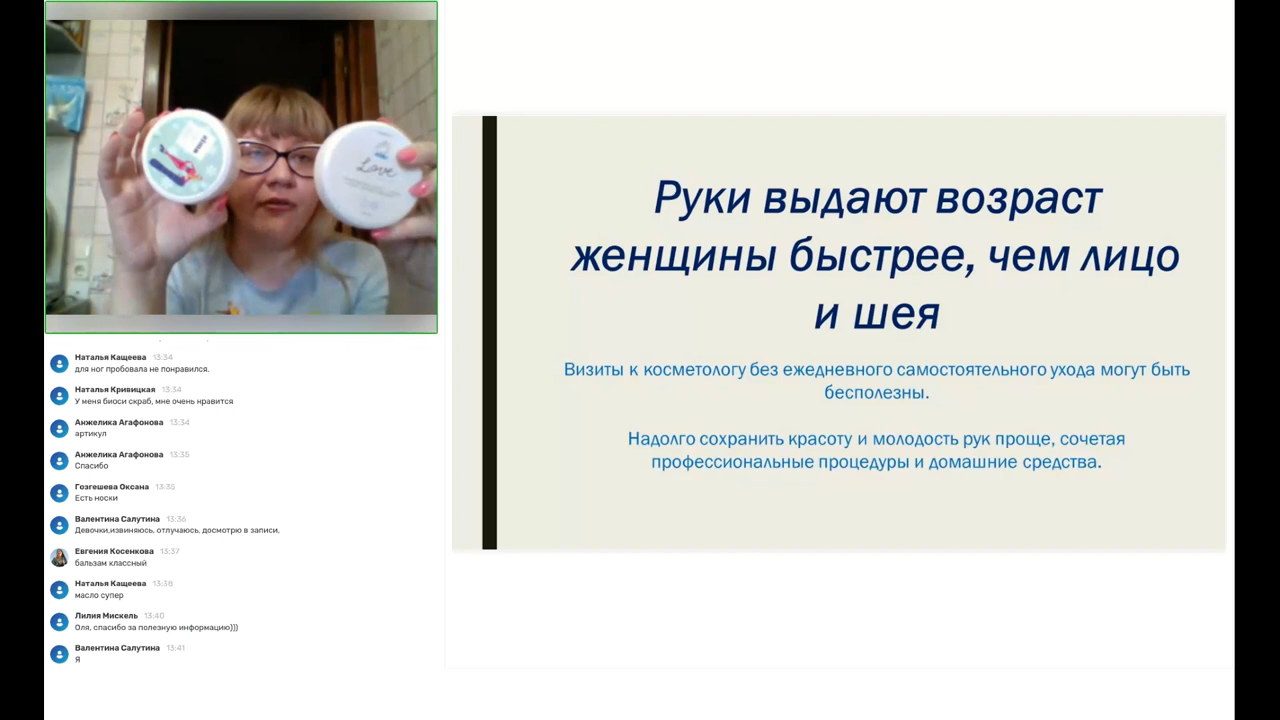 Love
Руки выдают возраст
женщины быстрее, чем лицо
и шея
Визиты к косметологу без ежедневного самостоятельного ухода могут быть
бесполезны.
Надолго сохранить красоту и молодость рук проще, сочетая
профессиональные процедуры и домашние средства.
Наталья Кащеева 13:34
для ног пробовала не понравился.
Наталья Кривицкая 13:34
У меня биоси скраб, мне очень нравится
Анжелика Агафонова 13:34
артикул
Анжелика Агафонова 13:35
Спасибо
Гозгешева Оксана 13:35
Есть носки
Валентина Салутина 13:36
Девочки,извиняюсь, отлучаюсь, досмотрю в записи,
Евгения Косенкова 13:37
бальзам классный
Наталья Кащеева 13:38
масло супер
Лилия Мискель 13:40
Оля, спасибо за полезную информацию)))
Валентина Салутина 13:41
Я